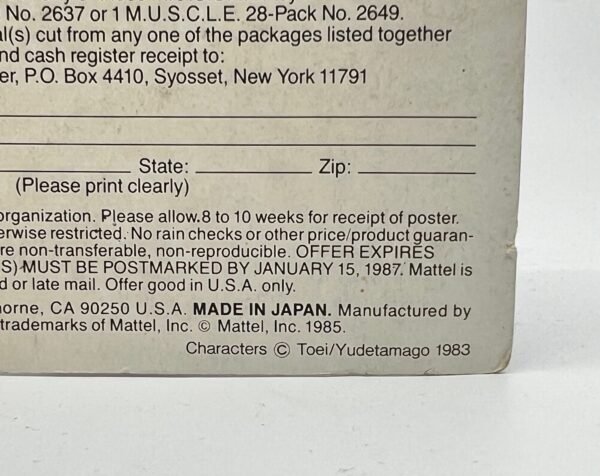 No. 2637 or 1 M.U.S.C.L.E. 28-Pack No. 2649.
al(s) cut from any one of the packages listed together
nd cash register receipt to:
er, P.O. Box 4410, Syosset, New York 11791
State: Zip:
(Please print clearly)
organization. Please allow 8 to 10 weeks for receipt of poster.
erwise restricted. No rain checks or other price/product guaran-
re non-transferable, non-reproducible. OFFER EXPIRES
S) MUST BE POSTMARKED BY JANUARY 15, 1987. Mattel is
d or late mail. Offer good in U.S.A. only.
horne, CA 90250 U.S.A. MADE IN JAPAN. Manufactured by
trademarks of Mattel, Inc. © Mattel, Inc. 1985.
Characters © Toei/Yudetamago 1983